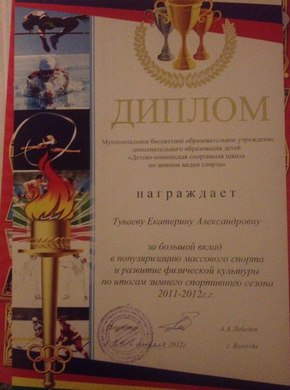 ДИПЛОМ
Муниципальное бюджетное образовательное учреждение
дополнительного образования детей
«Детско-юношеская спортивная школа
по зимним видам спорта»
награждает
Туваеву Екатерину Александровну
за большой вклад
в популяризацию массового спорта
и развитие физической культуры
по итогам зимнего спортивного сезона
2011-2012г.г.
А.А.Лебедев
2012г.
г. Вологда